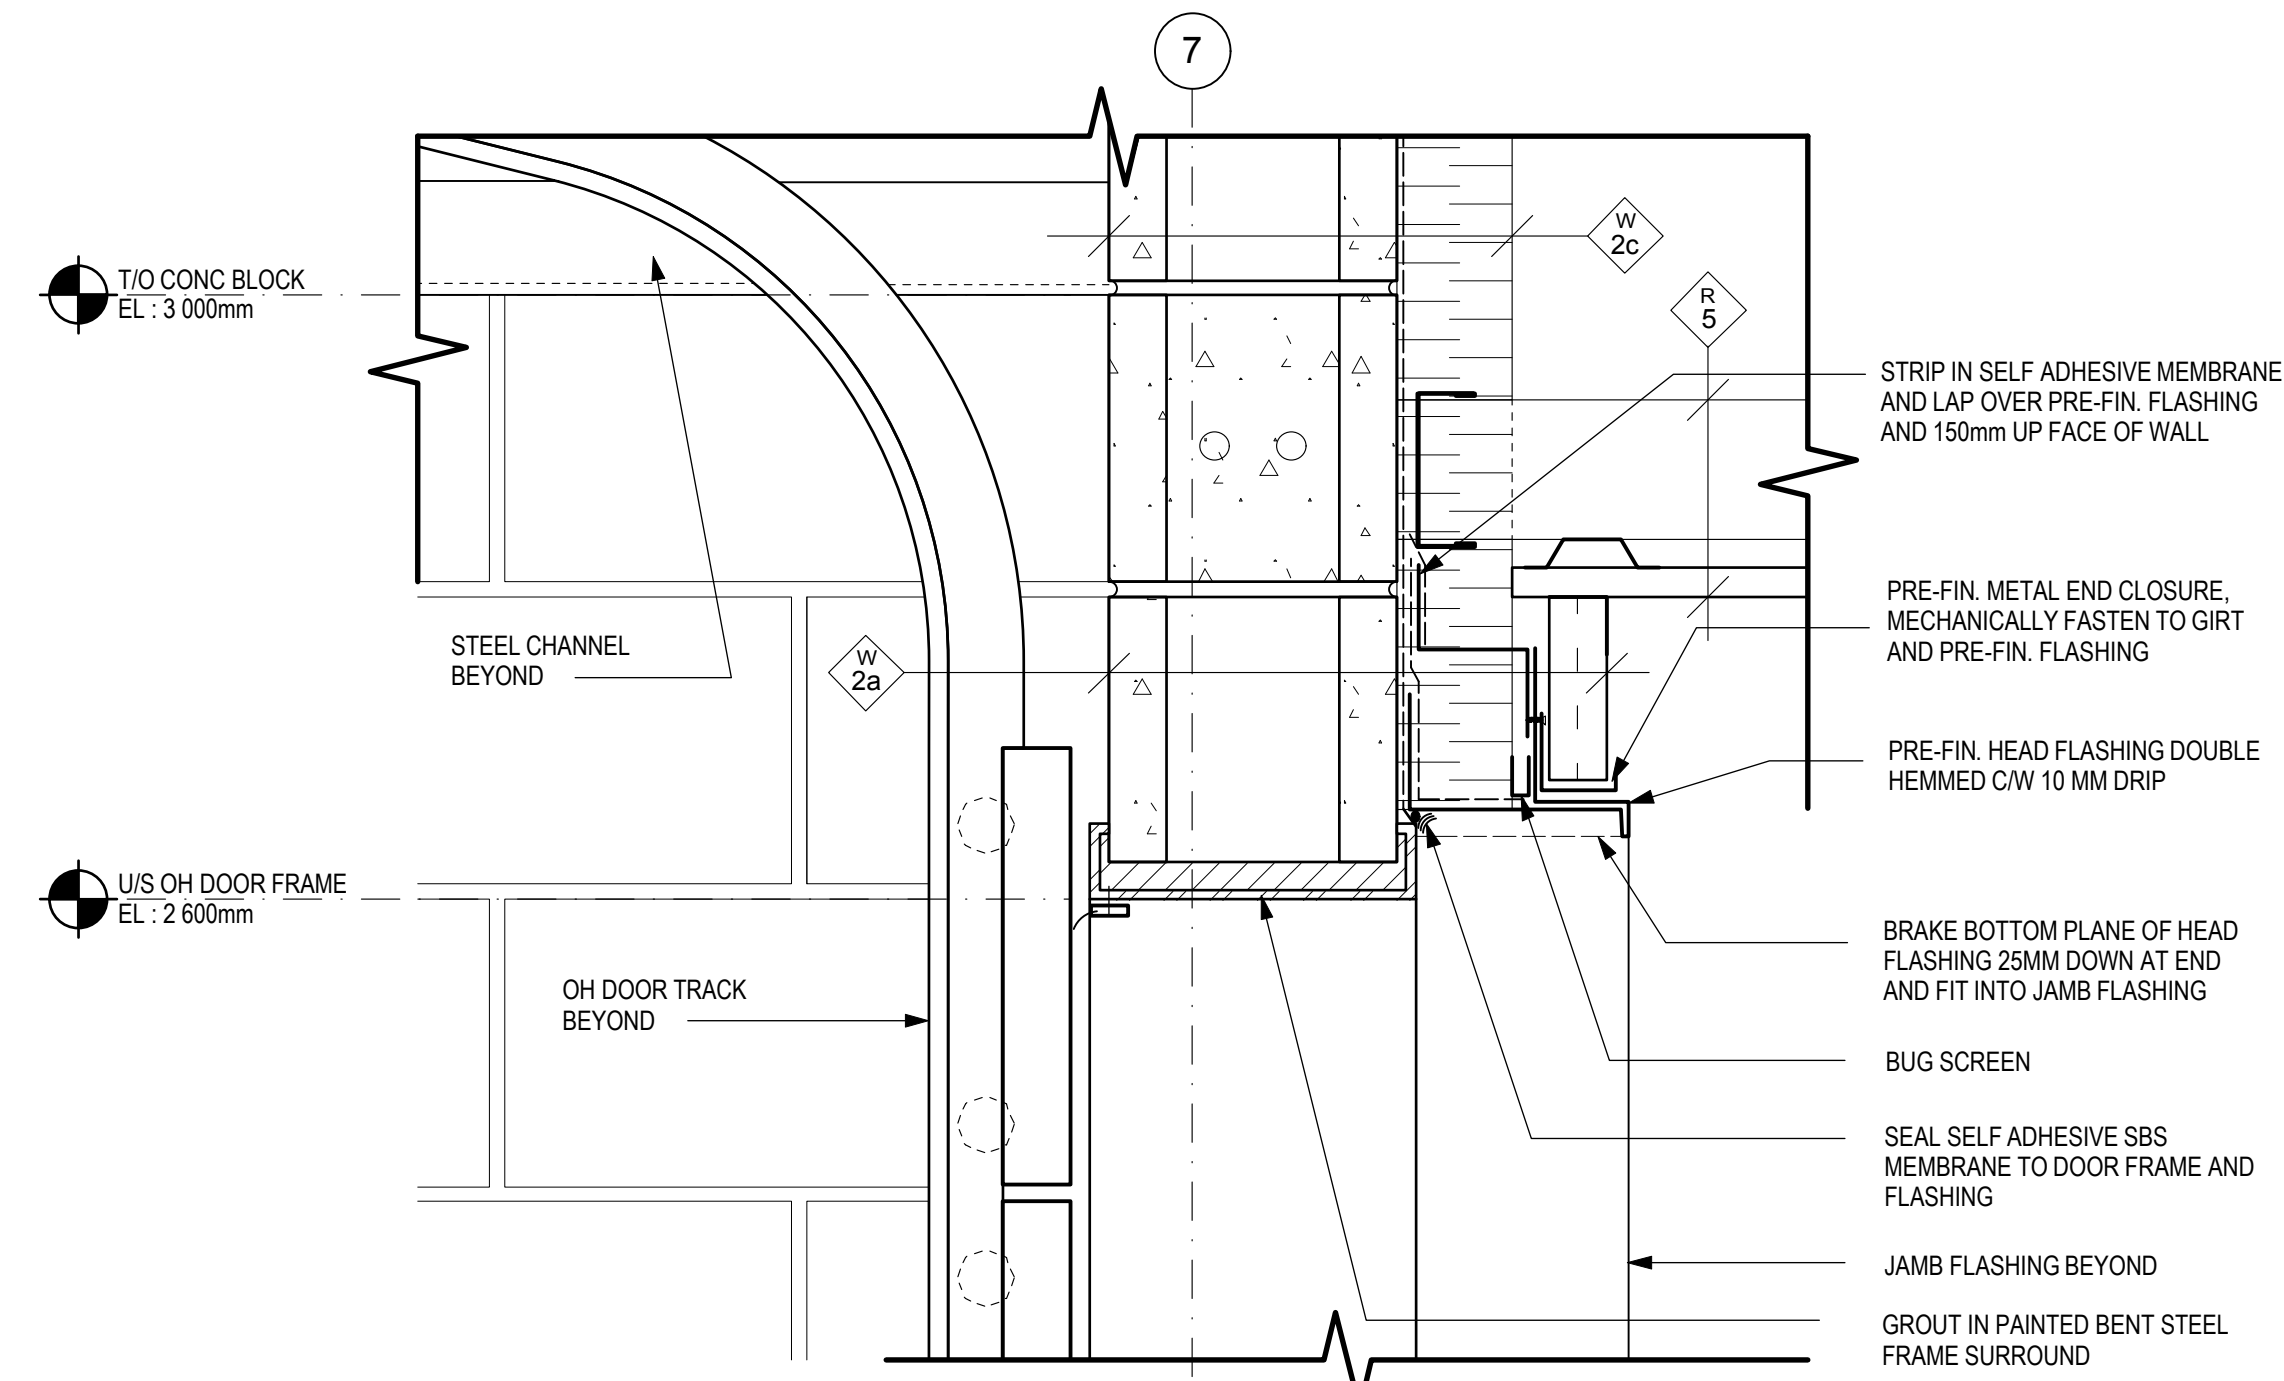 7
W
2c
T/O CONC BLOCK
EL : 3 000mm
R
5
STRIP IN SELF ADHESIVE MEMBRANE
AND LAP OVER PRE-FIN. FLASHING
AND 150mm UP FACE OF WALL
PRE-FIN. METAL END CLOSURE,
MECHANICALLY FASTEN TO GIRT
AND PRE-FIN. FLASHING
STEEL CHANNEL
BEYOND
W
2a
PRE-FIN. HEAD FLASHING DOUBLE
HEMMED C/W 10 MM DRIP
U/S OH DOOR FRAME
EL : 2 600mm
BRAKE BOTTOM PLANE OF HEAD
FLASHING 25MM DOWN AT END
AND FIT INTO JAMB FLASHING
OH DOOR TRACK
BEYOND
BUG SCREEN
SEAL SELF ADHESIVE SBS
MEMBRANE TO DOOR FRAME AND
FLASHING
JAMB FLASHING BEYOND
GROUT IN PAINTED BENT STEEL
FRAME SURROUND